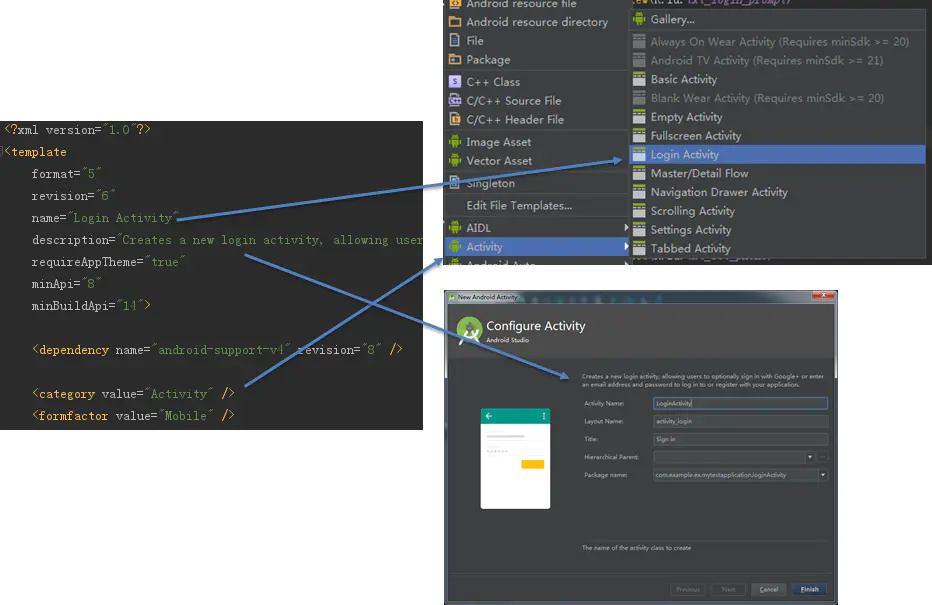 <?xml version="1.0"?>
<template
format="5"
revision="6"
name="Login Activity"
description="Creates a new login activity, allowing user
requireAppTheme="true"
minApi="8"
minBuildApi="14">
<dependency name="android-support-v4" revision="8" />
<category value="Activity" />
<formfactor value="Mobile" />
Android resource file
Android resource directory
File
Package
C++ Class
C/C++ Source File
C/C++ Header File
Image Asset
Vector Asset
Singleton
Edit File Templates...
AIDL
Activity
Android Auto
Gallery...
Always On Wear Activity (Requires minSdk >= 20)
Android TV Activity (Requires minSdk >= 21)
Basic Activity
Blank Wear Activity (Requires minSdk >= 20)
Empty Activity
Fullscreen Activity
Login Activity
Master/Detail Flow
Navigation Drawer Activity
Scrolling Activity
Settings Activity
Tabbed Activity
New Android Activity
Configure Activity
Android Studio
Creates a new login activity, allowing users to optionally sign in with Google+ or enter
an email address and password to log in to or register with your application.
Activity Name: LoginActivity
Layout Name: activity_login
Title: Sign in
Hierarchical Parent:
Package name: com.example.ex.mytestapplication.loginActivity
The name of the activity class to create
Previous Next Cancel Finish